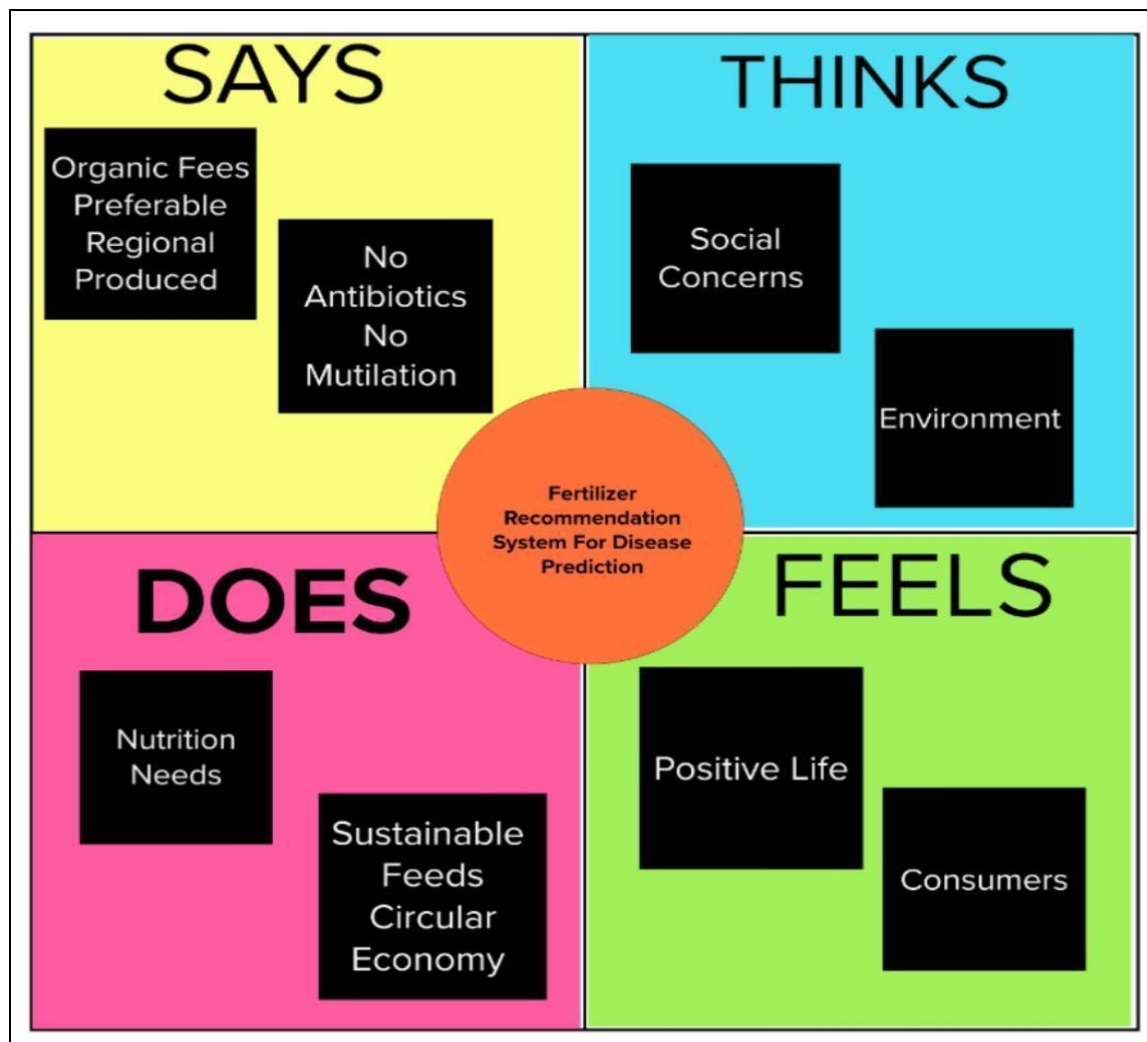 SAYS
Organic Fees
Preferable
Regional
Produced
No
Antibiotics
No
Mutilation
THINKS
Social
Concerns
Environment
Fertilizer
Recommendation
System For Disease
Prediction
DOES
Nutrition
Needs
Sustainable
Feeds
Circular
Economy
FEELS
Positive Life
Consumers